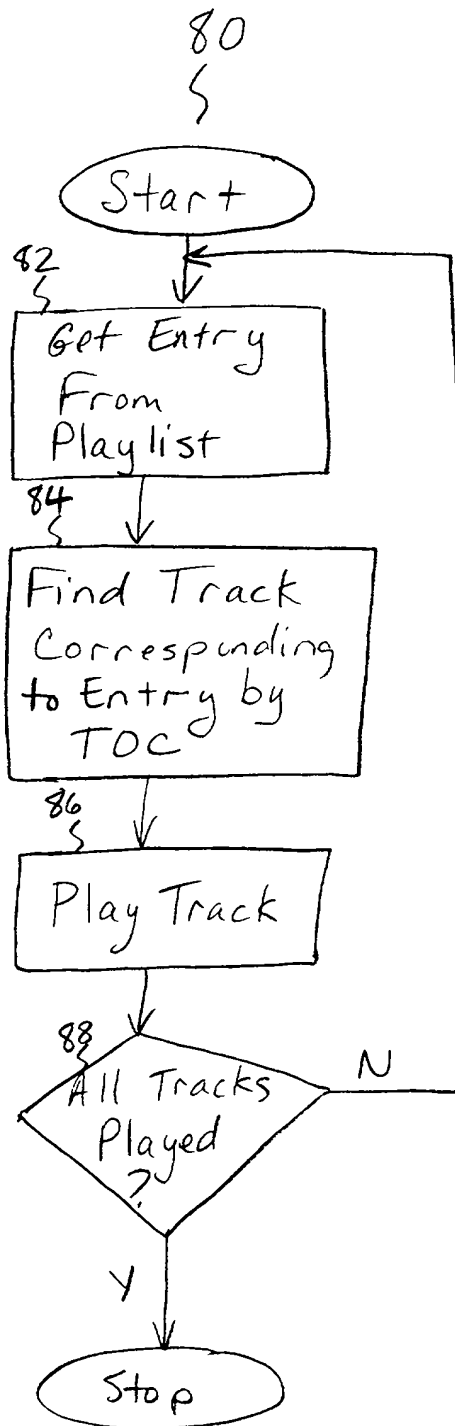 80
Start
82
Get Entry
From
Playlist
84
Find Track
Corresponding
to Entry by
TOC
86
Play Track
88
All Tracks
Played
?
N
Y
Stop